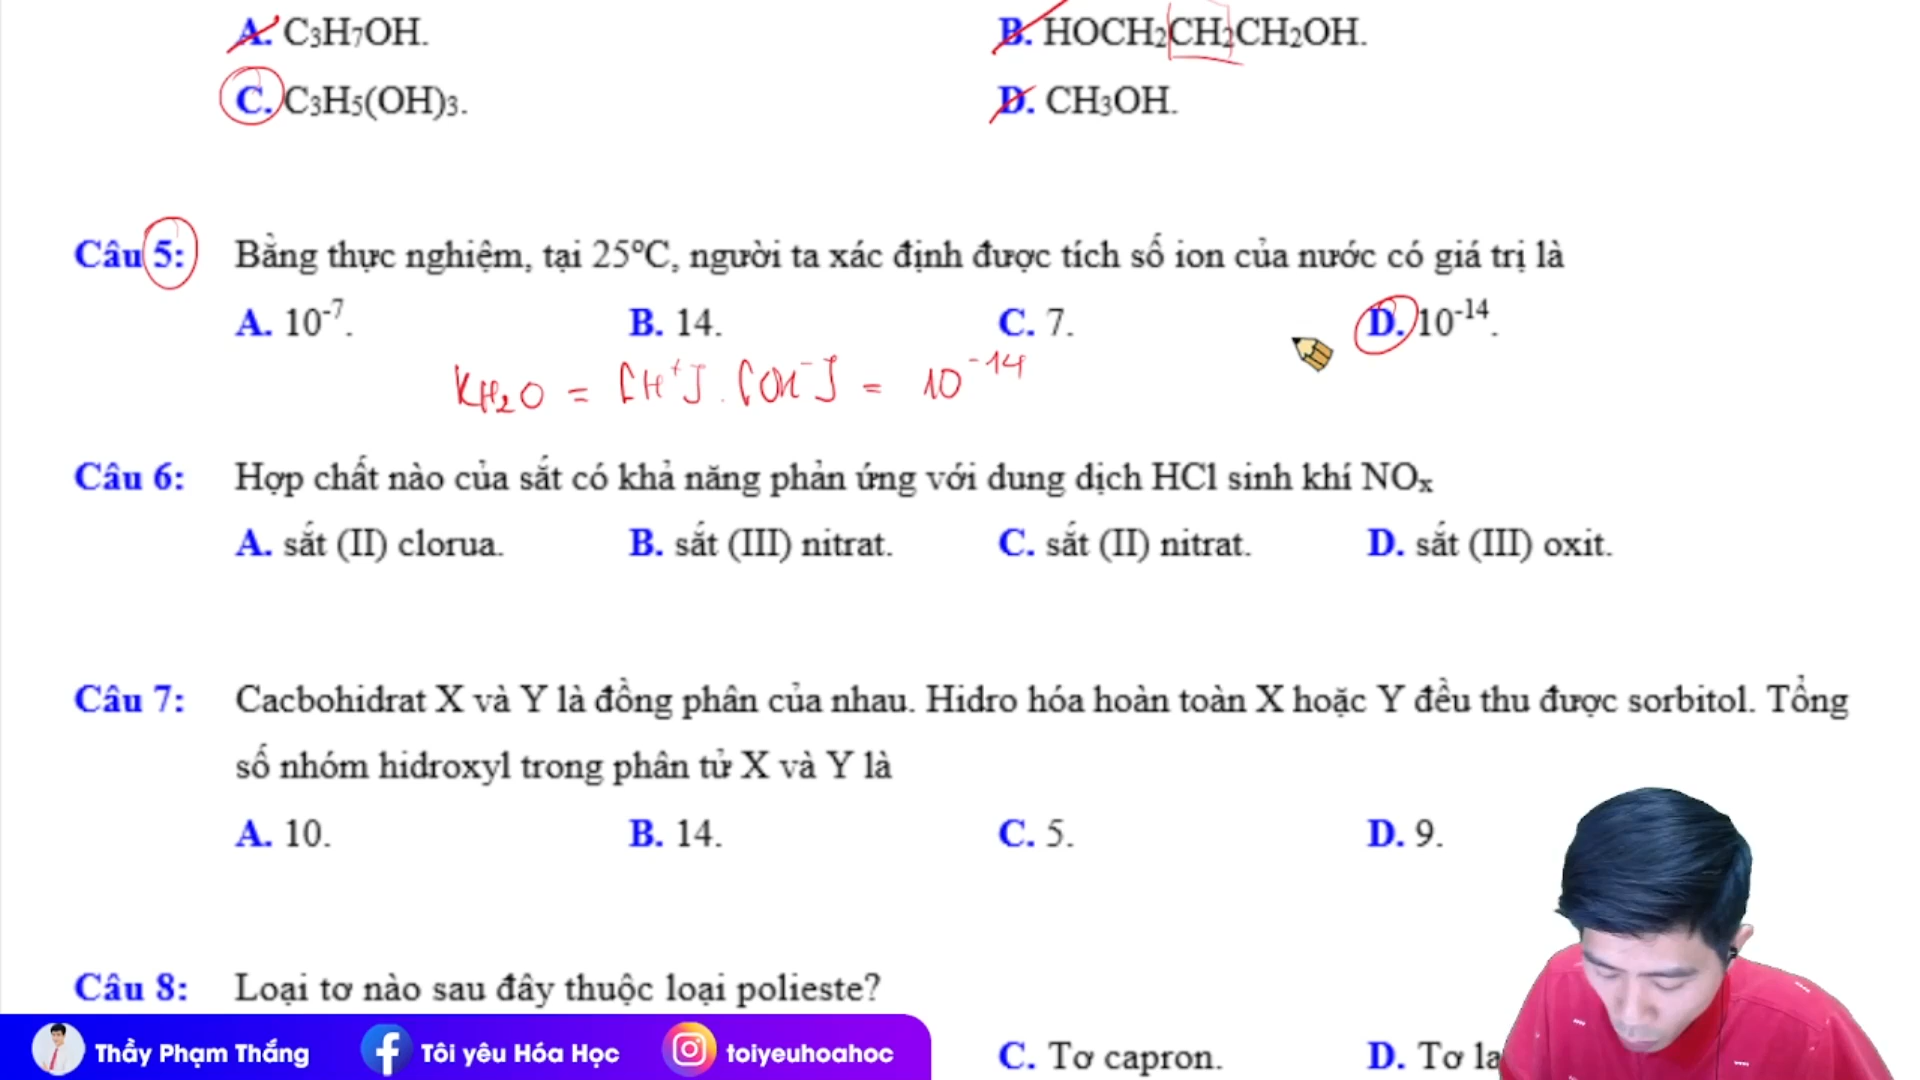 A. C₃H₇OH. B. HOCH₂CH₂CH₂OH.
C. C₃H₅(OH)₃. D. CH₃OH.
Câu 5: Bằng thực nghiệm, tại 25°C, người ta xác định được tích số ion của nước có giá trị là
A. 10⁻⁷. B. 14. C. 7. D. 10⁻¹⁴.
K H₂O = [H⁺] . [OH⁻] = 10⁻¹⁴
Câu 6: Hợp chất nào của sắt có khả năng phản ứng với dung dịch HCl sinh khí NOₓ
A. sắt (II) clorua. B. sắt (III) nitrat. C. sắt (II) nitrat. D. sắt (III) oxit.
Câu 7: Cacbohidrat X và Y là đồng phân của nhau. Hidro hóa hoàn toàn X hoặc Y đều thu được sorbitol. Tổng
số nhóm hidroxyl trong phân tử X và Y là
A. 10. B. 14. C. 5. D. 9.
Câu 8: Loại tơ nào sau đây thuộc loại polieste?
C. Tơ capron. D. Tơ
Thầy Phạm Thắng Tôi yêu Hóa Học toiyeuhoahoc